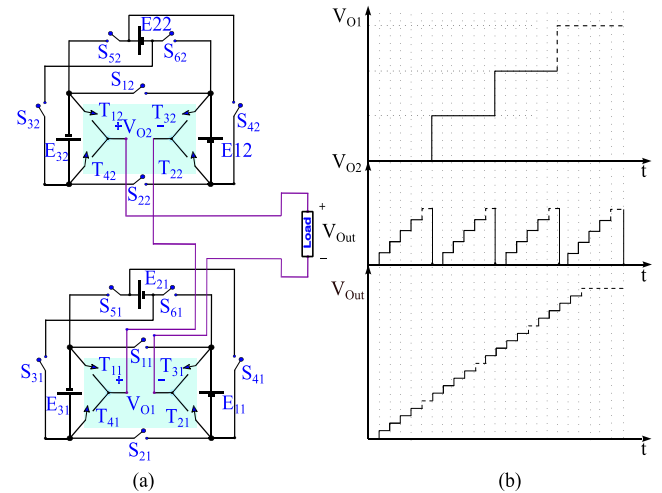 E22
S52 S62
S12
S32 T12 T32 S42
+ VO2 −
E32 E12
T42 T22
S22
+
Load VOut
−
E21
S51 S61
S11
S31 T11 T31 S41
+ −
E31 VO1 E11
T41 T21
S21
(a)
VO1
t
VO2
t
VOut
t
(b)